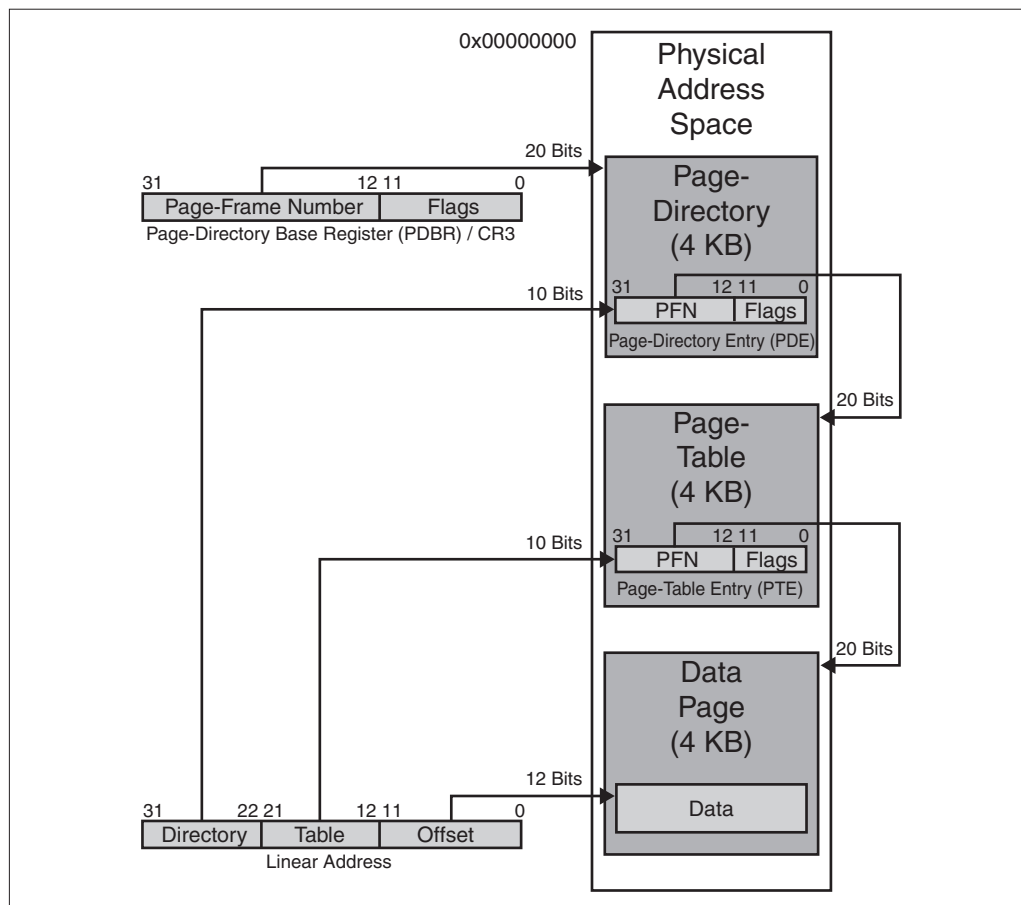 0x00000000
Physical
Address
Space
20 Bits
31 12 11 0
Page-Frame Number Flags
Page-Directory Base Register (PDBR) / CR3
Page-
Directory
(4 KB)
10 Bits
31 12 11 0
PFN Flags
Page-Directory Entry (PDE)
20 Bits
Page-
Table
(4 KB)
10 Bits
31 12 11 0
PFN Flags
Page-Table Entry (PTE)
20 Bits
Data
Page
(4 KB)
12 Bits
Data
31 22 21 12 11 0
Directory Table Offset
Linear Address